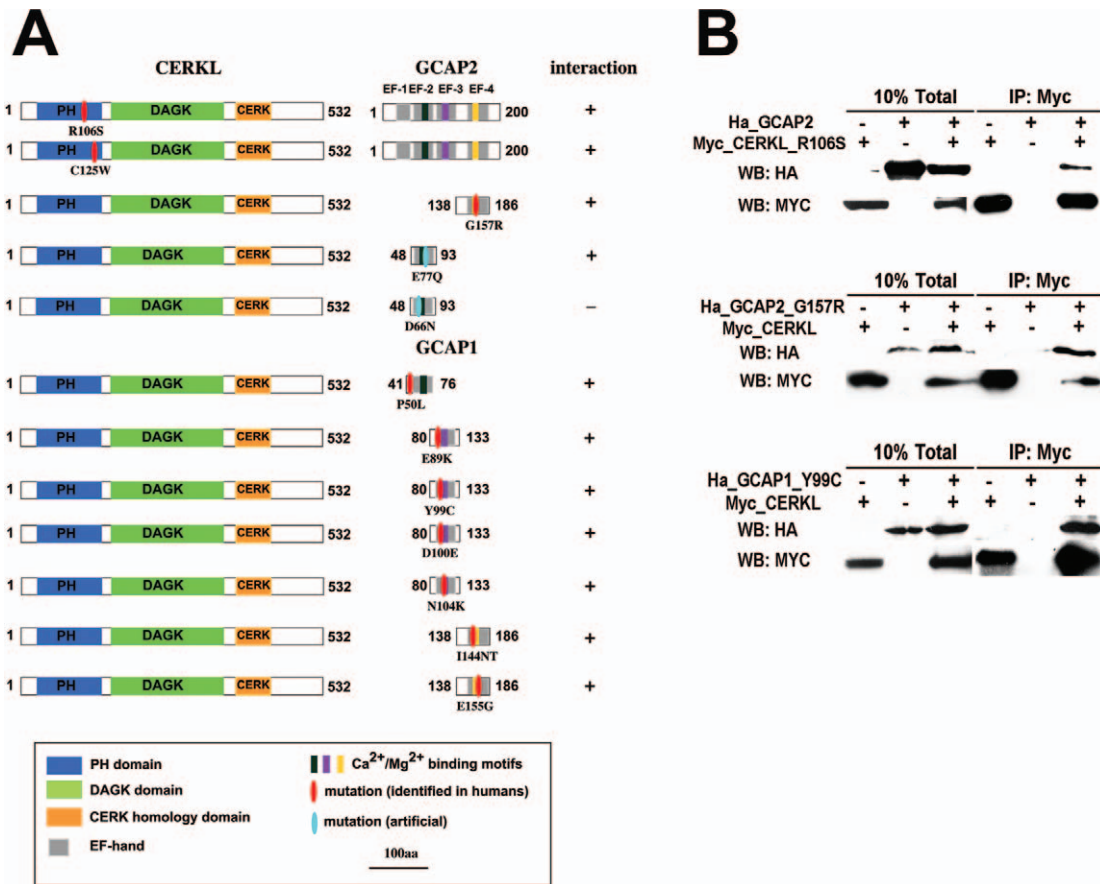 A
CERKL GCAP2 interaction
EF-1 EF-2 EF-3 EF-4
1 PH DAGK CERK 532 1 200 +
R106S
1 PH DAGK CERK 532 1 200 +
C125W
1 PH DAGK CERK 532 138 186 +
G157R
1 PH DAGK CERK 532 48 93 +
E77Q
1 PH DAGK CERK 532 48 93 –
D66N
GCAP1
1 PH DAGK CERK 532 41 76 +
P50L
1 PH DAGK CERK 532 80 133 +
E89K
1 PH DAGK CERK 532 80 133 +
Y99C
1 PH DAGK CERK 532 80 133 +
D100E
1 PH DAGK CERK 532 80 133 +
N104K
1 PH DAGK CERK 532 138 186 +
I144NT
1 PH DAGK CERK 532 138 186 +
E155G
PH domain
DAGK domain
CERK homology domain
EF-hand
Ca2+/Mg2+ binding motifs
mutation (identified in humans)
mutation (artificial)
100aa
B
10% Total IP: Myc
Ha_GCAP2 - + + - + +
Myc_CERKL_R106S + - + + - +
WB: HA
WB: MYC
10% Total IP: Myc
Ha_GCAP2_G157R - + + - + +
Myc_CERKL + - + + - +
WB: HA
WB: MYC
10% Total IP: Myc
Ha_GCAP1_Y99C - + + - + +
Myc_CERKL + - + + - +
WB: HA
WB: MYC